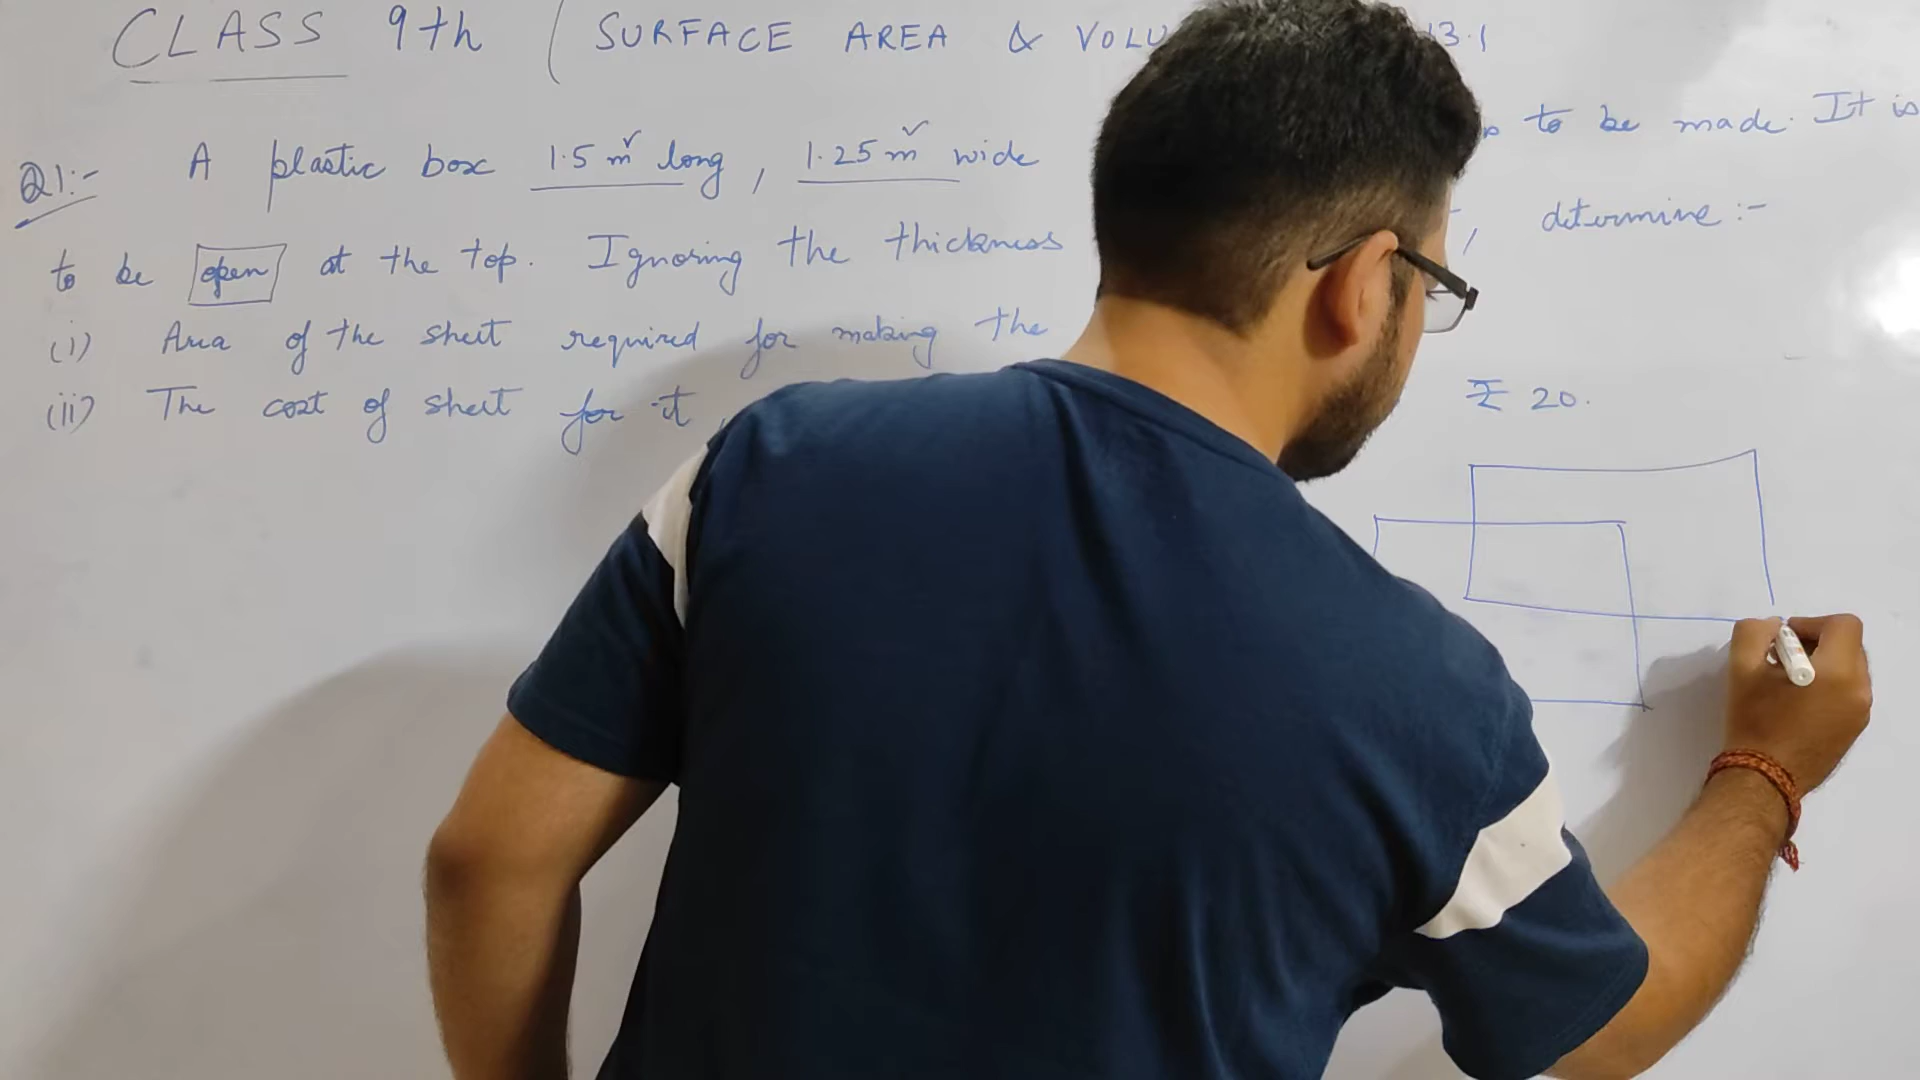 CLASS 9th ( SURFACE AREA & VOLU 13.1
Q1:- A plastic box 1.5 m long, 1.25 m wide to be made. It is
to be open at the top. Ignoring the thickness , determine :-
(i) Area of the sheet required for making the
(ii) The cost of sheet for it, ₹ 20.